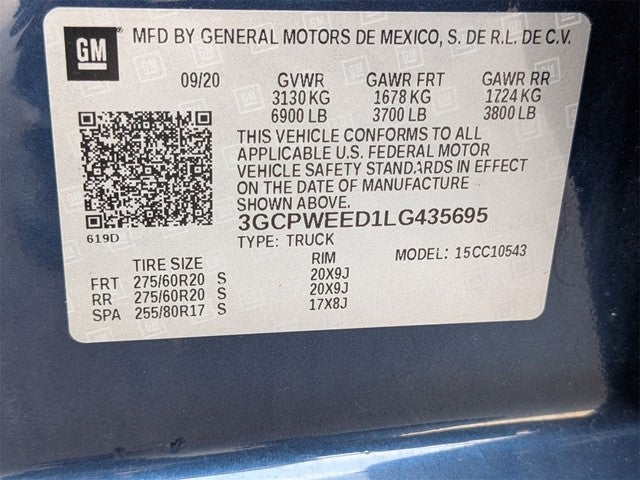 GM MFD BY GENERAL MOTORS DE MEXICO, S. DE R.L. DE C.V.
09/20 GVWR GAWR FRT GAWR RR
3130 KG 1678 KG 1724 KG
6900 LB 3700 LB 3800 LB
THIS VEHICLE CONFORMS TO ALL
APPLICABLE U.S. FEDERAL MOTOR
VEHICLE SAFETY STANDARDS IN EFFECT
ON THE DATE OF MANUFACTURE
SHOWN ABOVE.
3GCPWEED1LG435695
619D
TYPE: TRUCK MODEL: 15CC10543
TIRE SIZE RIM
FRT 275/60R20 S 20X9J
RR 275/60R20 S 20X9J
SPA 255/80R17 S 17X8J